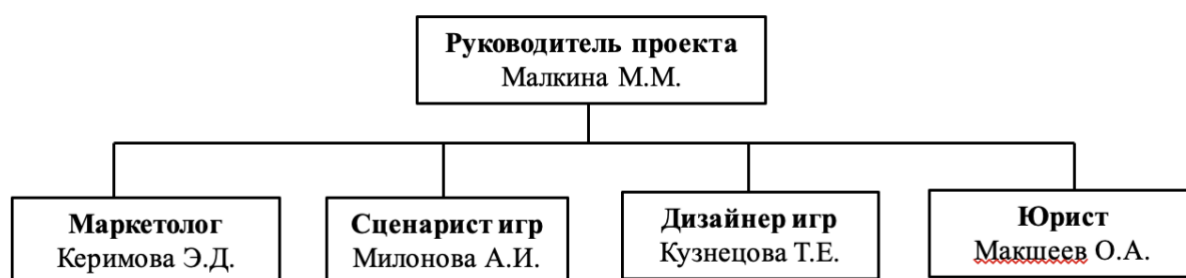 Руководитель проекта
Малкина М.М.
Маркетолог
Керимова Э.Д.
Сценарист игр
Милонова А.И.
Дизайнер игр
Кузнецова Т.Е.
Юрист
Макшеев О.А.